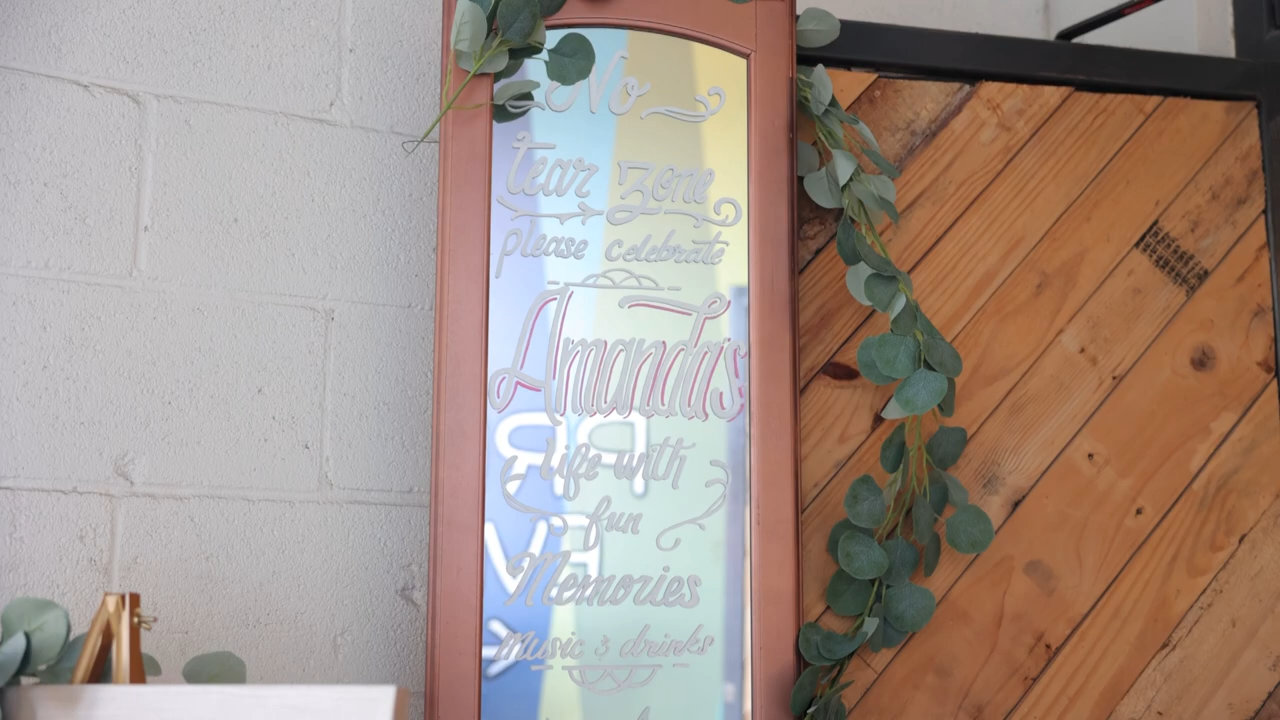 No
tear zone
please celebrate
Amanda's
life with
fun
Memories
music & drinks